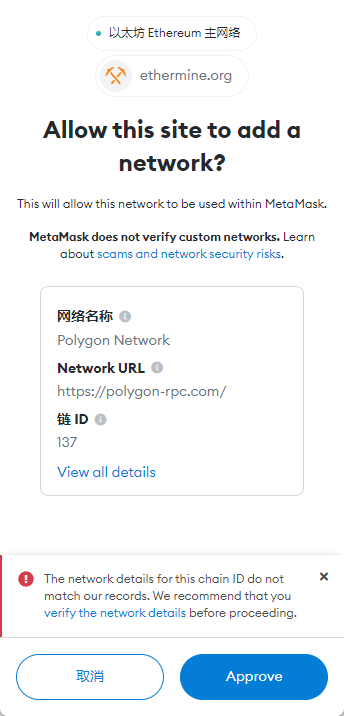 以太坊 Ethereum 主网络
ethermine.org
Allow this site to add a
network?
This will allow this network to be used within MetaMask.
MetaMask does not verify custom networks. Learn
about scams and network security risks.
网络名称
Polygon Network
Network URL
https://polygon-rpc.com/
链 ID
137
View all details
The network details for this chain ID do not
match our records. We recommend that you
verify the network details before proceeding.
取消
Approve